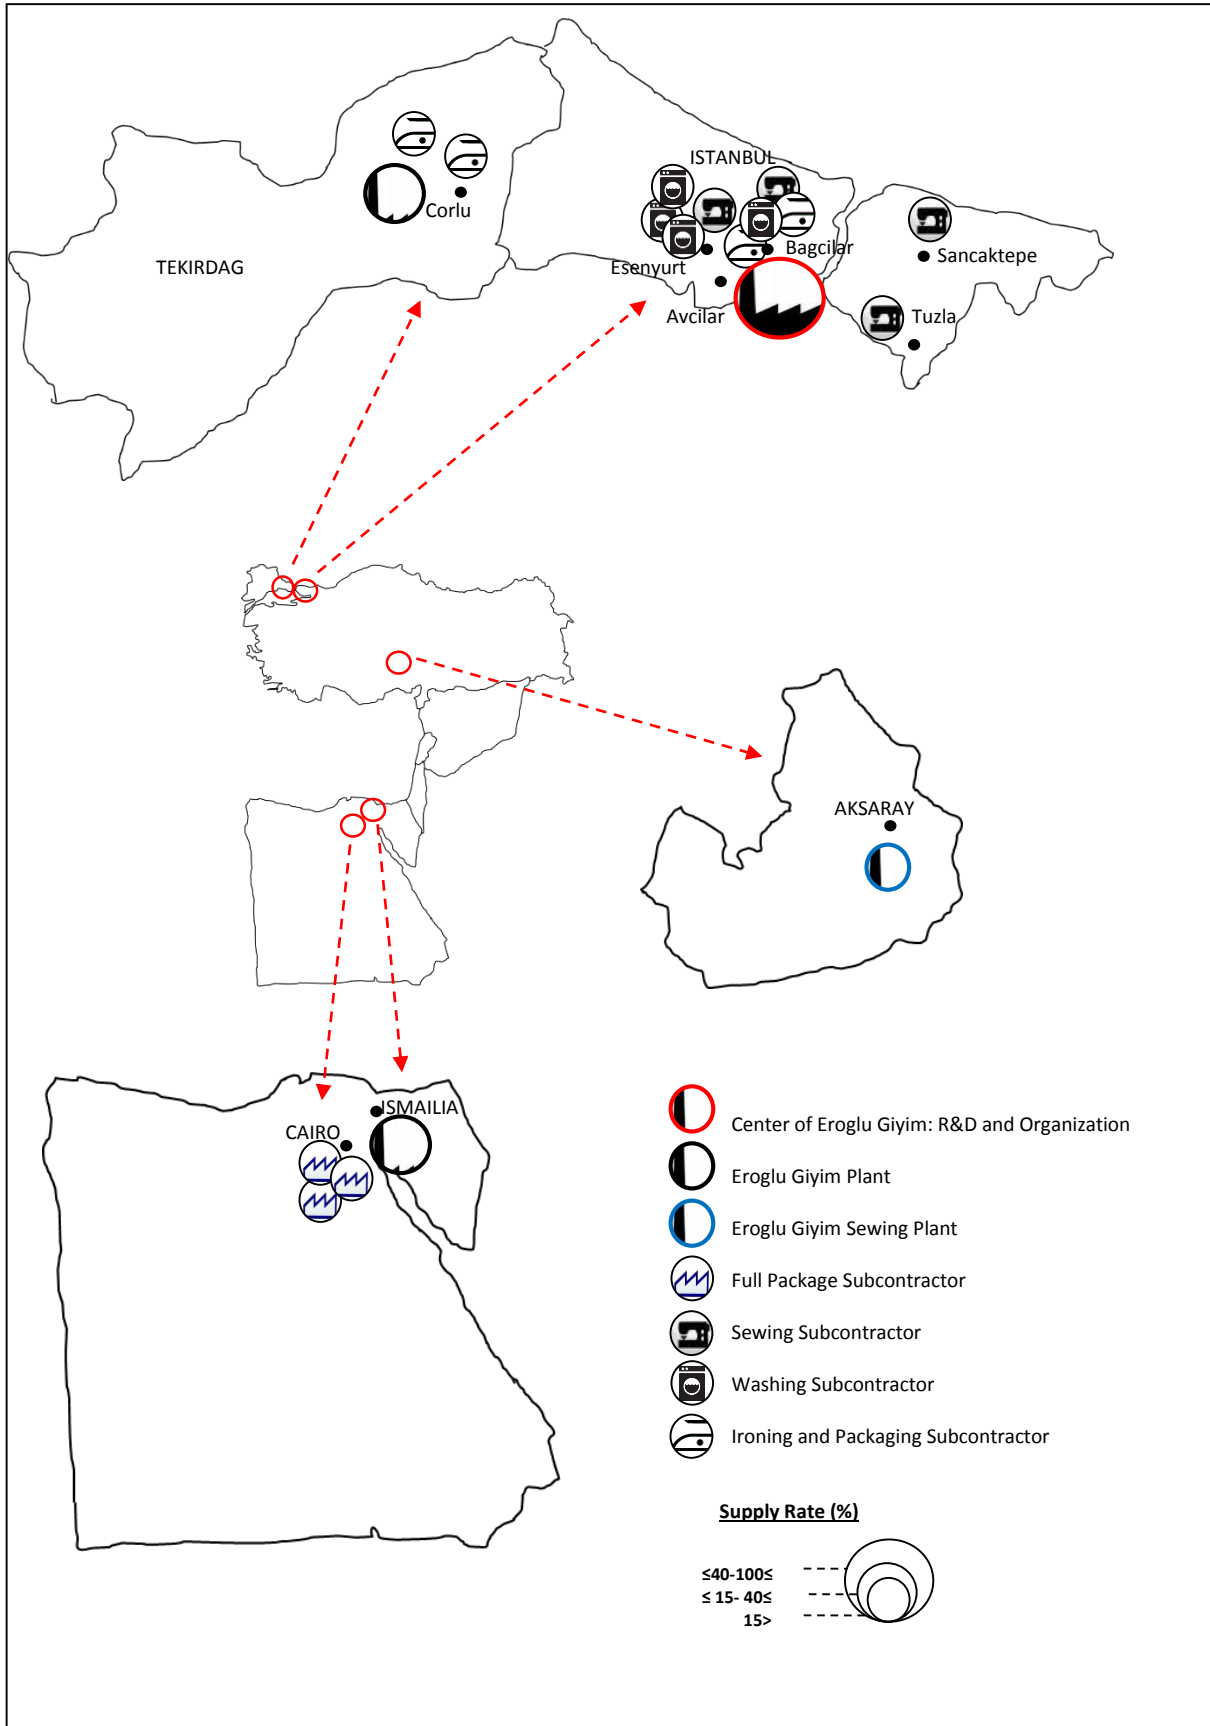 ISTANBUL
Corlu
TEKIRDAG
Esenyurt
Bagcilar
Sancaktepe
Avcilar
Tuzla
AKSARAY
ISMAILIA
CAIRO
Center of Eroglu Giyim: R&D and Organization
Eroglu Giyim Plant
Eroglu Giyim Sewing Plant
Full Package Subcontractor
Sewing Subcontractor
Washing Subcontractor
Ironing and Packaging Subcontractor
Supply Rate (%)
≤40-100≤
≤ 15- 40≤
15>